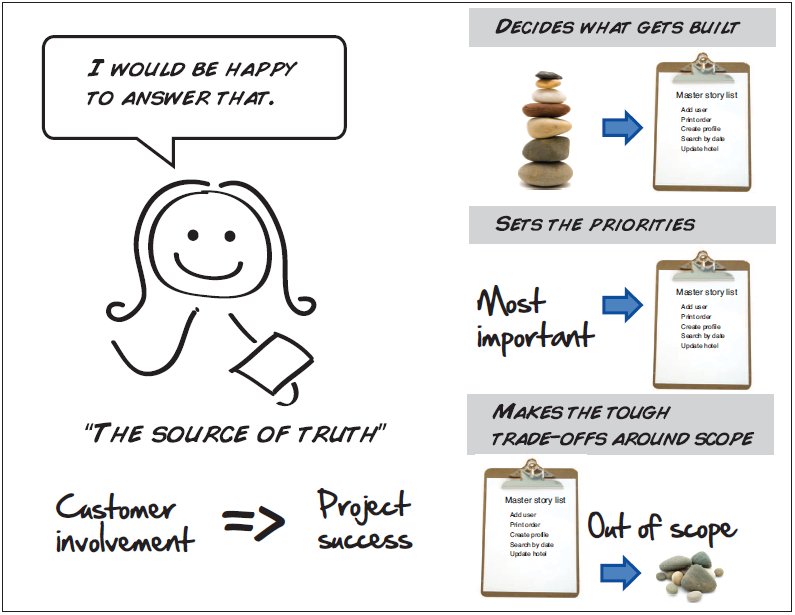 I WOULD BE HAPPY
TO ANSWER THAT.
"THE SOURCE OF TRUTH"
Customer
involvement
=>
Project
success
DECIDES WHAT GETS BUILT
Master story list
Add user
Print order
Create profile
Search by date
Update hotel
SETS THE PRIORITIES
Most
important
Master story list
Add user
Print order
Create profile
Search by date
Update hotel
MAKES THE TOUGH
TRADE-OFFS AROUND SCOPE
Master story list
Add user
Print order
Create profile
Search by date
Update hotel
Out of scope